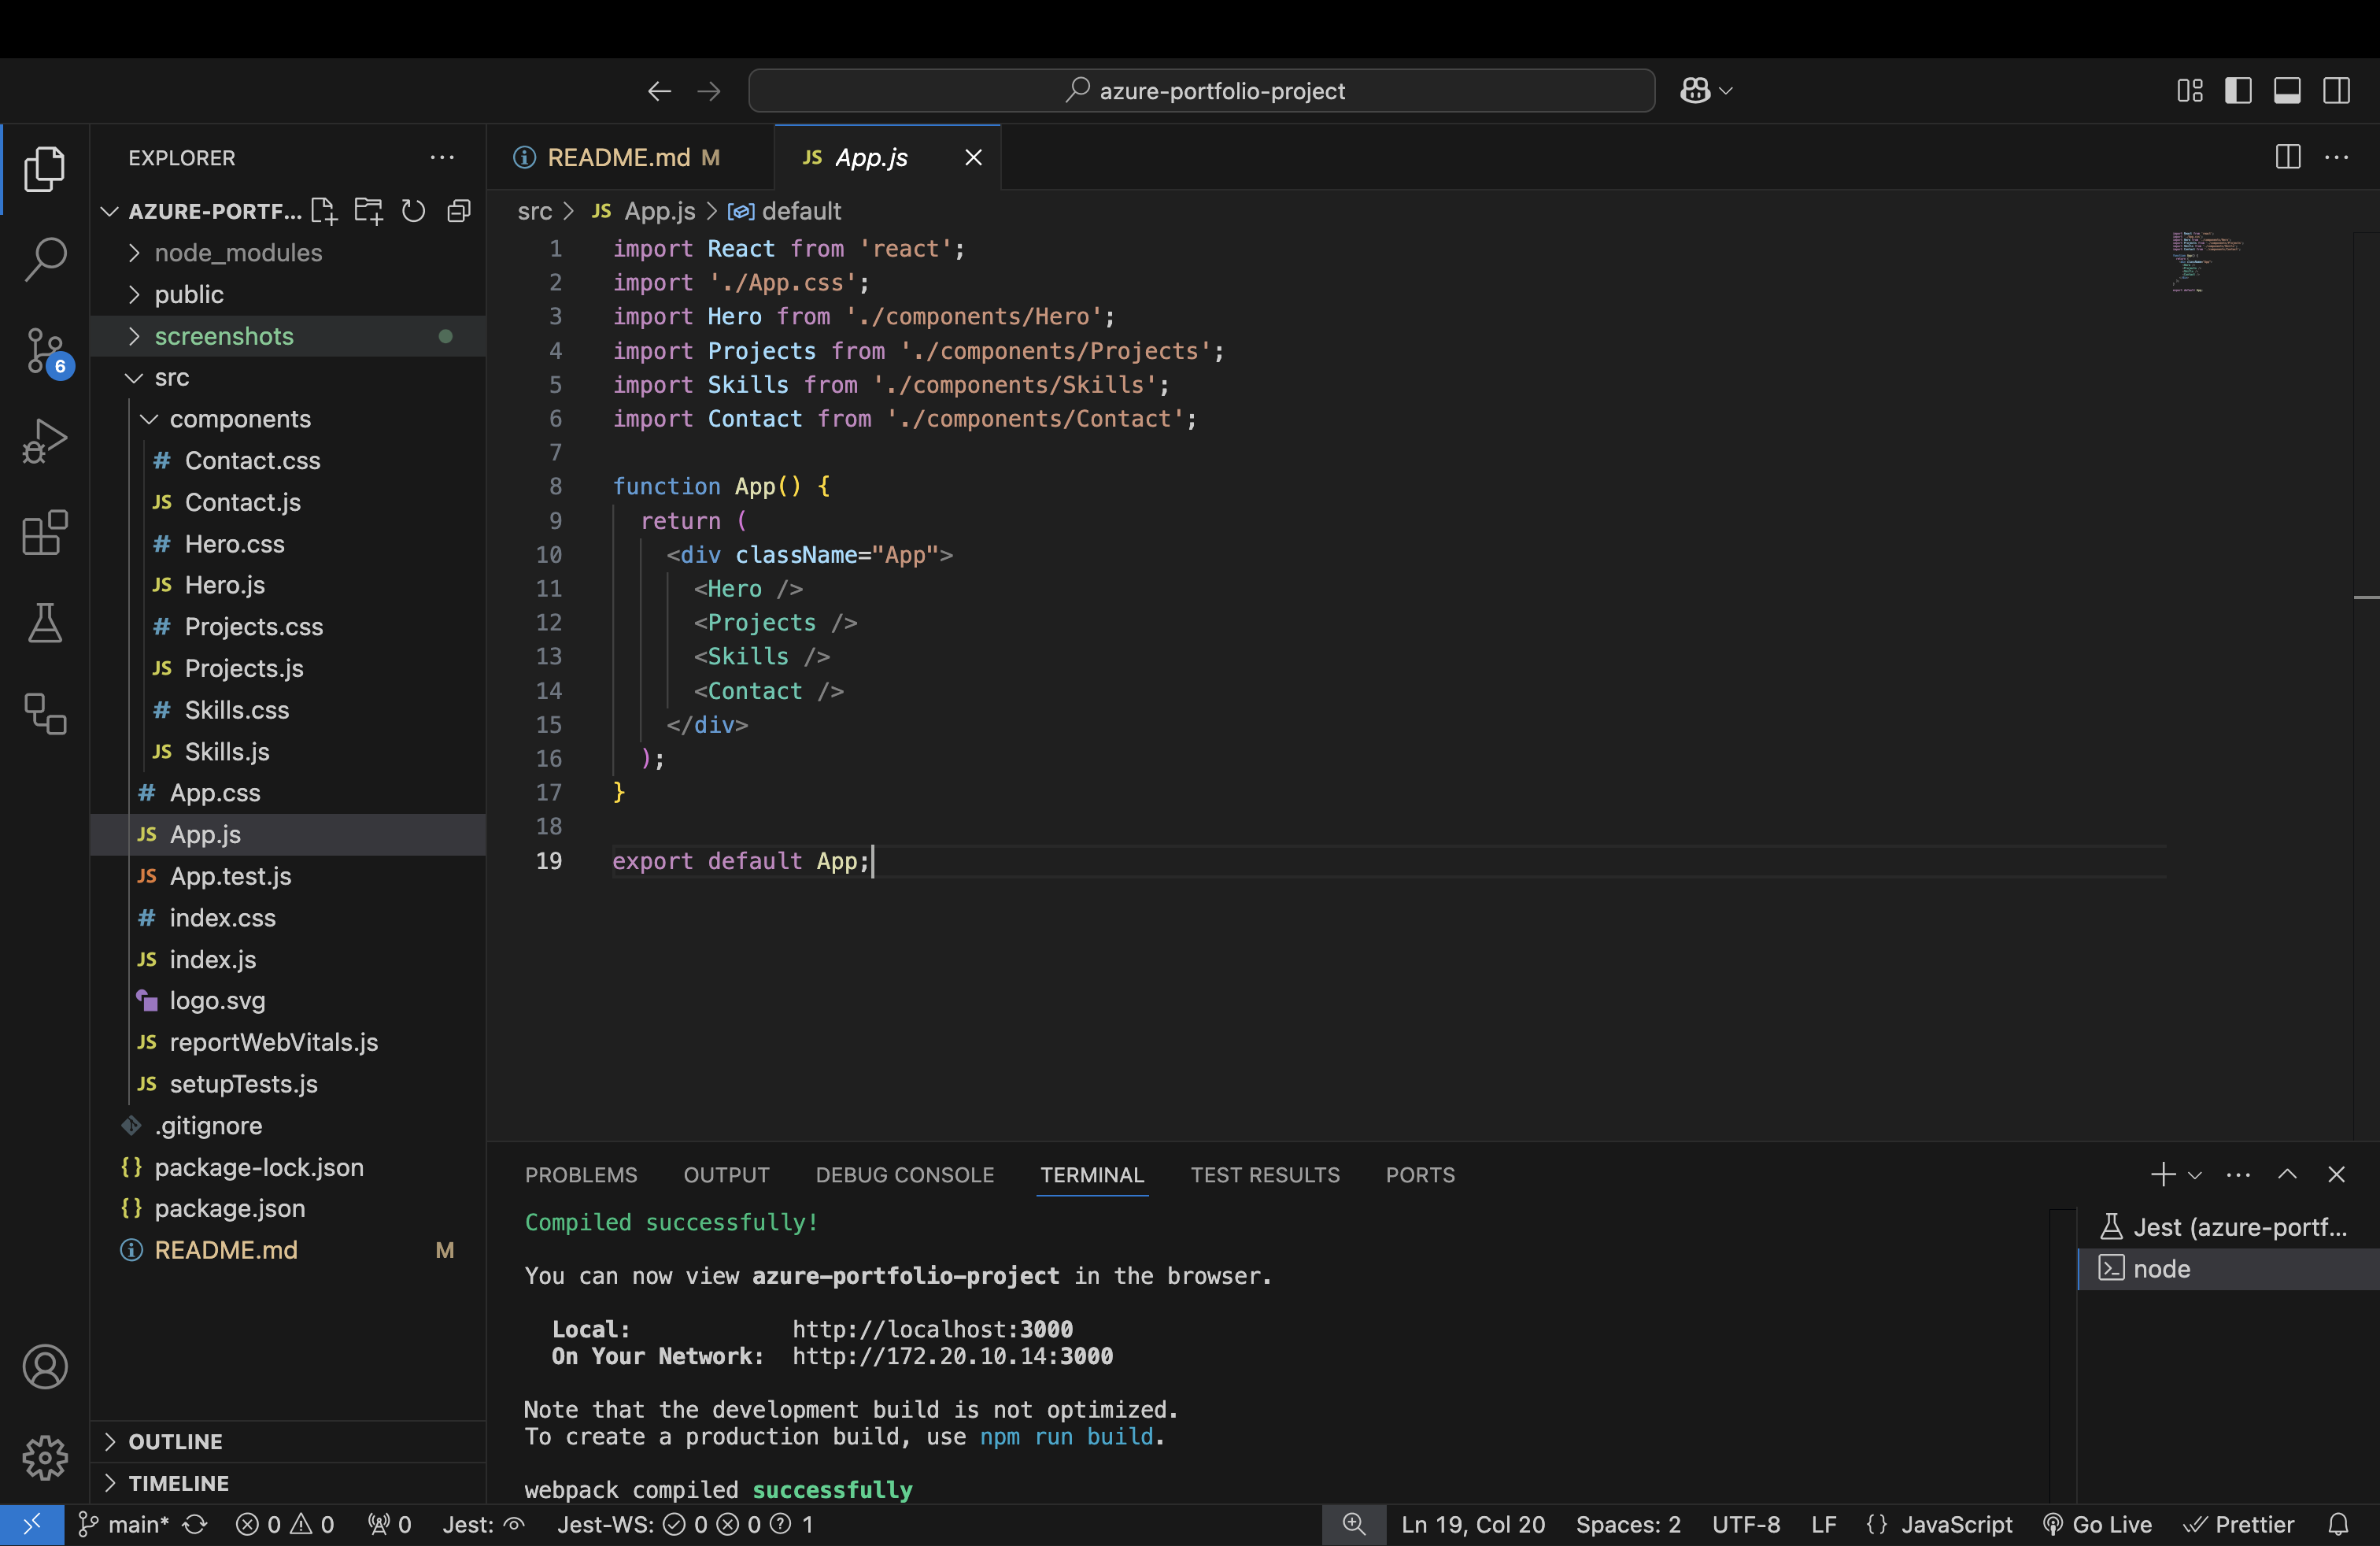 azure-portfolio-project
EXPLORER
README.md M
JS App.js
AZURE-PORTF...
src > JS App.js > default
node_modules
public
screenshots
src
components
# Contact.css
JS Contact.js
# Hero.css
JS Hero.js
# Projects.css
JS Projects.js
# Skills.css
JS Skills.js
# App.css
JS App.js
JS App.test.js
# index.css
JS index.js
logo.svg
JS reportWebVitals.js
JS setupTests.js
.gitignore
{} package-lock.json
{} package.json
README.md M
OUTLINE
TIMELINE
6
1 import React from 'react';
2 import './App.css';
3 import Hero from './components/Hero';
4 import Projects from './components/Projects';
5 import Skills from './components/Skills';
6 import Contact from './components/Contact';
7
8 function App() {
9 return (
10 <div className="App">
11 <Hero />
12 <Projects />
13 <Skills />
14 <Contact />
15 </div>
16 );
17 }
18
19 export default App;
PROBLEMS OUTPUT DEBUG CONSOLE TERMINAL TEST RESULTS PORTS
Compiled successfully!
You can now view azure-portfolio-project in the browser.
Local: http://localhost:3000
On Your Network: http://172.20.10.14:3000
Note that the development build is not optimized.
To create a production build, use npm run build.
webpack compiled successfully
Jest (azure-portf...
node
main* 0 0 0 Jest: Jest-WS: 0 0 1 Ln 19, Col 20 Spaces: 2 UTF-8 LF {} JavaScript Go Live Prettier